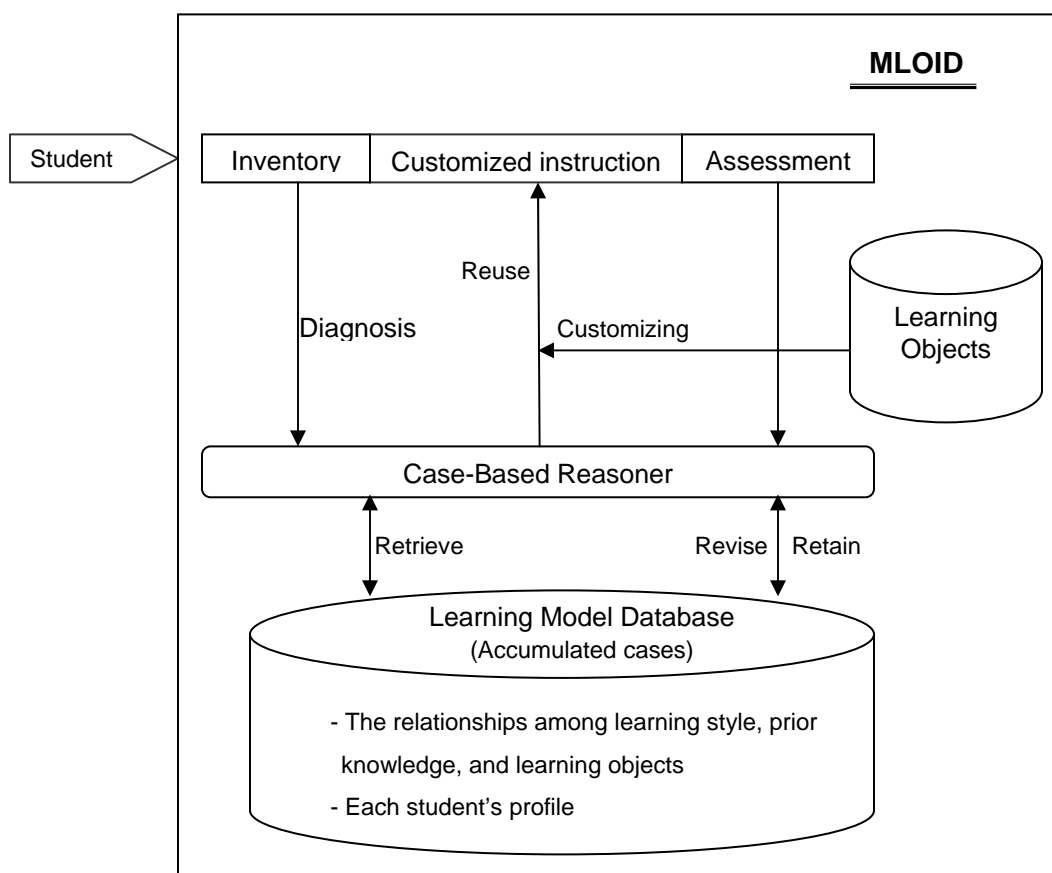 MLOID
Student
Inventory
Customized instruction
Assessment
Reuse
Diagnosis
Customizing
Learning
Objects
Case-Based Reasoner
Retrieve
Revise
Retain
Learning Model Database
(Accumulated cases)
- The relationships among learning style, prior
knowledge, and learning objects
- Each student’s profile